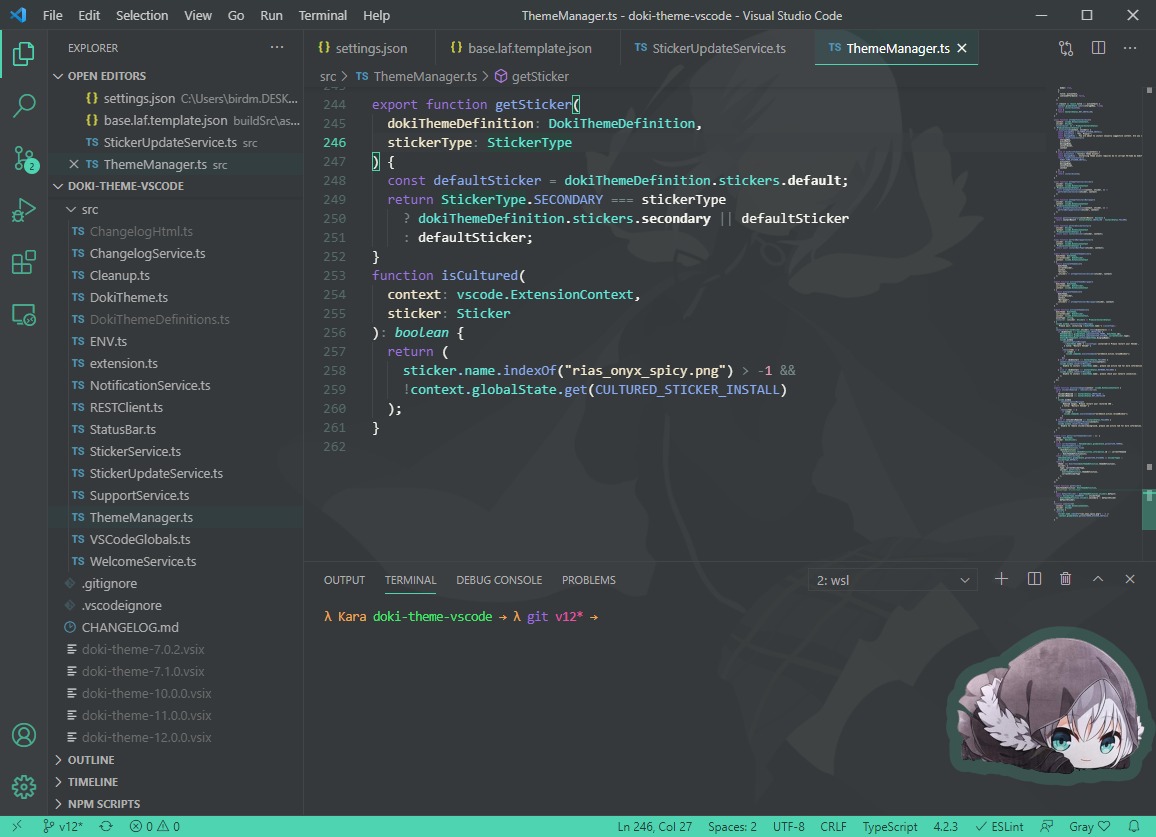 File Edit Selection View Go Run Terminal Help
ThemeManager.ts - doki-theme-vscode - Visual Studio Code
EXPLORER ···
OPEN EDITORS
{} settings.json C:\Users\birdm.DESK...
{} base.laf.template.json buildSrc\as...
TS StickerUpdateService.ts src
TS ThemeManager.ts src
2
DOKI-THEME-VSCODE
src
TS ChangelogHtml.ts
TS ChangelogService.ts
TS Cleanup.ts
TS DokiTheme.ts
TS DokiThemeDefinitions.ts
TS ENV.ts
TS extension.ts
TS NotificationService.ts
TS RESTClient.ts
TS StatusBar.ts
TS StickerService.ts
TS StickerUpdateService.ts
TS SupportService.ts
TS ThemeManager.ts
TS VSCodeGlobals.ts
TS WelcomeService.ts
.gitignore
.vscodeignore
CHANGELOG.md
doki-theme-7.0.2.vsix
doki-theme-7.1.0.vsix
doki-theme-10.0.0.vsix
doki-theme-11.0.0.vsix
doki-theme-12.0.0.vsix
OUTLINE
TIMELINE
NPM SCRIPTS
{} settings.json {} base.laf.template.json TS StickerUpdateService.ts TS ThemeManager.ts
src > TS ThemeManager.ts > getSticker
244 export function getSticker(
245 dokiThemeDefinition: DokiThemeDefinition,
246 stickerType: StickerType
247 ) {
248 const defaultSticker = dokiThemeDefinition.stickers.default;
249 return StickerType.SECONDARY === stickerType
250 ? dokiThemeDefinition.stickers.secondary || defaultSticker
251 : defaultSticker;
252 }
253 function isCultured(
254 context: vscode.ExtensionContext,
255 sticker: Sticker
256 ): boolean {
257 return (
258 sticker.name.indexOf("rias_onyx_spicy.png") > -1 &&
259 !context.globalState.get(CULTURED_STICKER_INSTALL)
260 );
261 }
262
OUTPUT TERMINAL DEBUG CONSOLE PROBLEMS 2: wsl
λ Kara doki-theme-vscode → λ git v12* →
v12* 0 0 Ln 246, Col 27 Spaces: 2 UTF-8 CRLF TypeScript 4.2.3 ESLint Gray